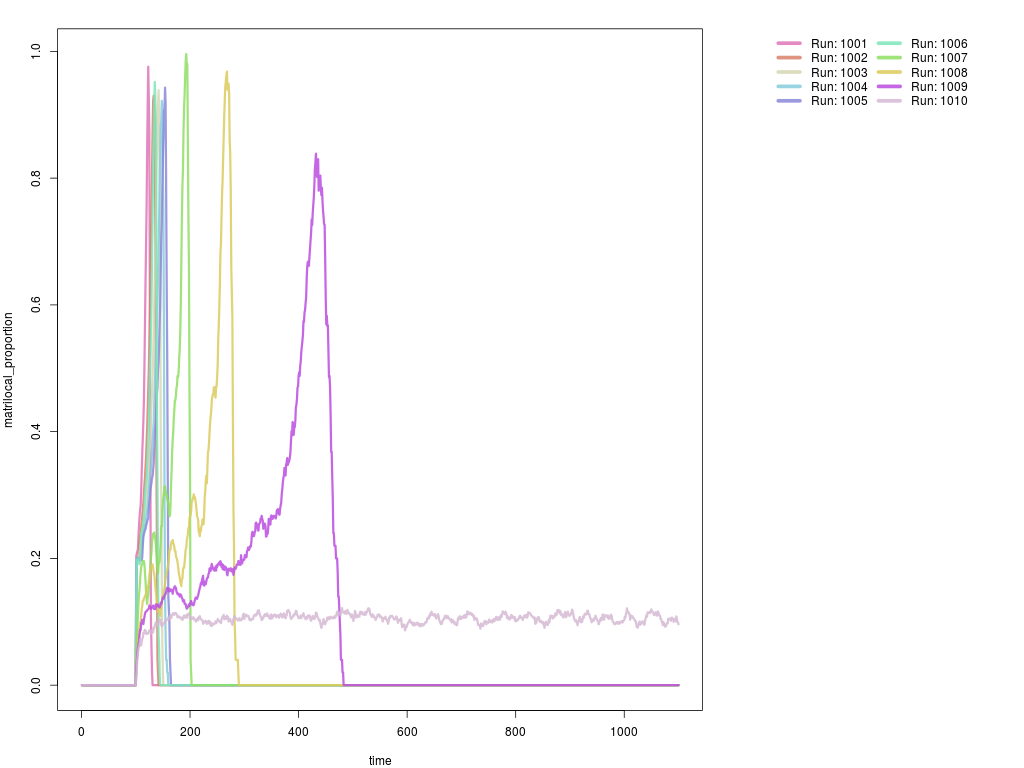 1.0
0.8
0.6
0.4
0.2
0.0
matrilocal_proportion
0 200 400 600 800 1000
time
Run: 1001 Run: 1006
Run: 1002 Run: 1007
Run: 1003 Run: 1008
Run: 1004 Run: 1009
Run: 1005 Run: 1010